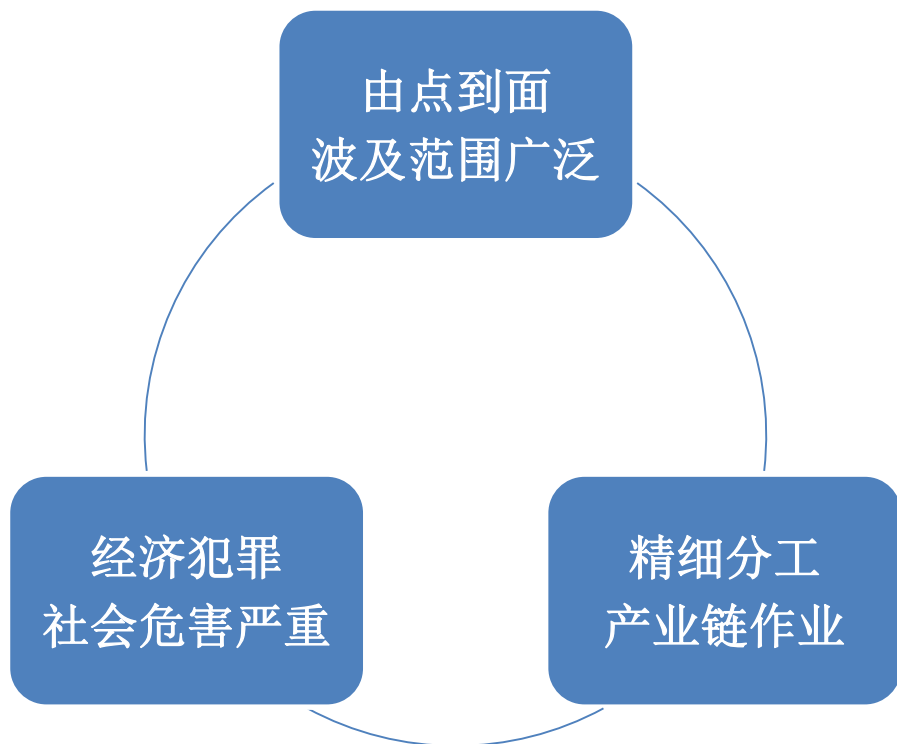 由点到面
波及范围广泛
经济犯罪
社会危害严重
精细分工
产业链作业